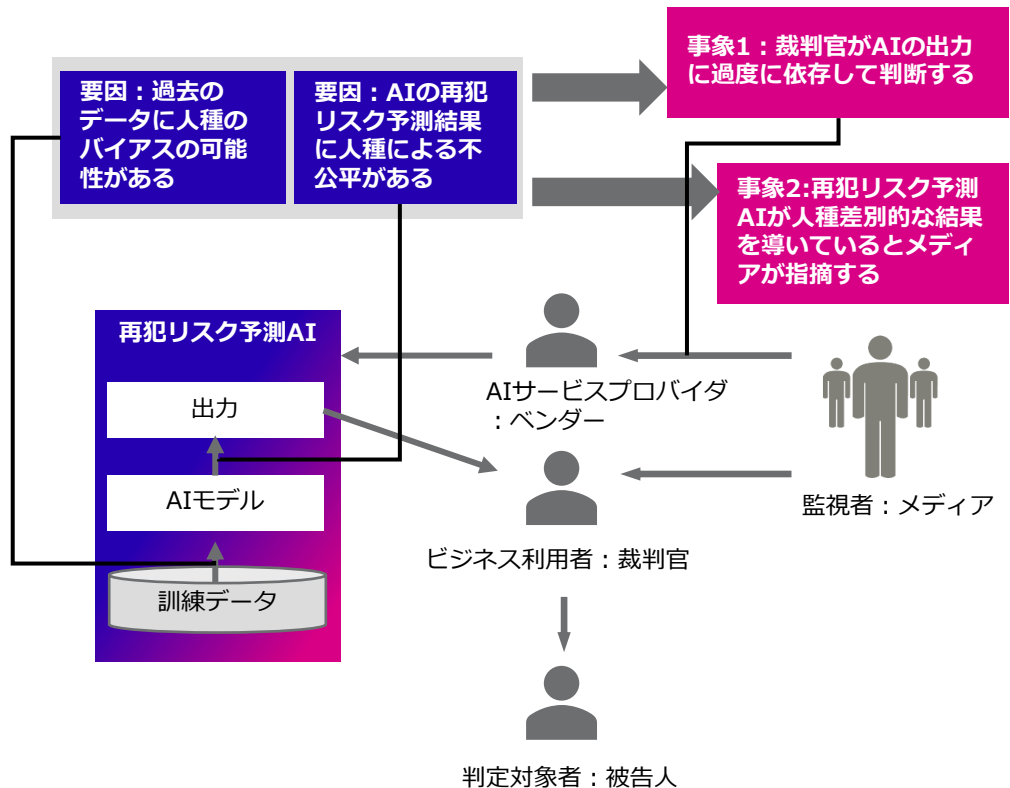 事象1：裁判官がAIの出力
に過度に依存して判断する
要因：過去の
データに人種の
バイアスの可能
性がある
要因：AIの再犯
リスク予測結果
に人種による不
公平がある
事象2:再犯リスク予測
AIが人種差別的な結果
を導いているとメディ
アが指摘する
再犯リスク予測AI
出力
AIモデル
訓練データ
AIサービスプロバイダ
：ベンダー
監視者：メディア
ビジネス利用者：裁判官
判定対象者：被告人